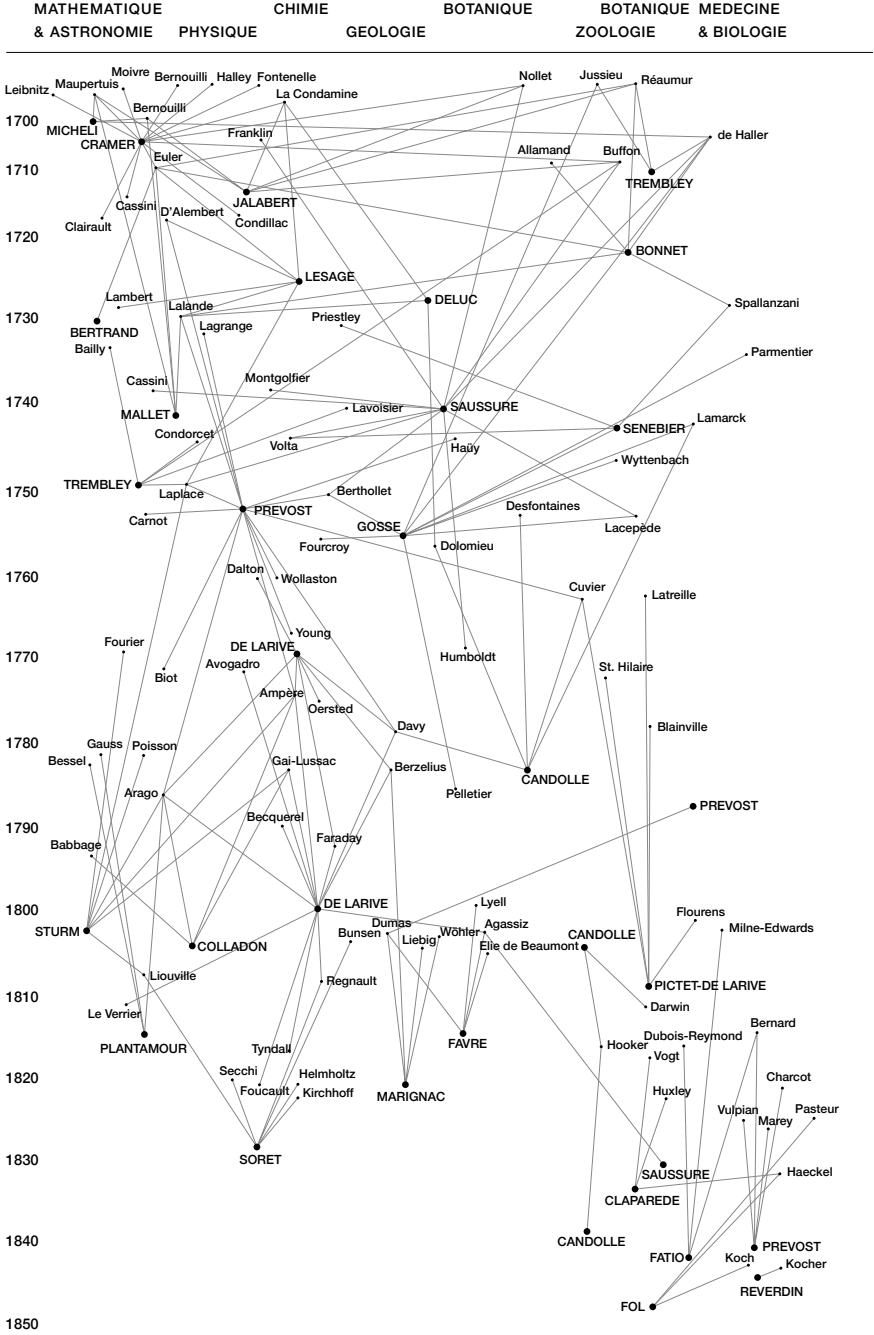 MATHEMATIQUE CHIMIE BOTANIQUE BOTANIQUE MEDECINE
& ASTRONOMIE PHYSIQUE GEOLOGIE ZOOLOGIE & BIOLOGIE
Moivre Bernouilli Halley Fontenelle Nollet Jussieu Réaumur
Leibnitz Maupertuis La Condamine
Bernouilli
1700
MICHELI Franklin de Haller
CRAMER
Euler Allamand Buffon
1710
TREMBLEY
JALABERT
Cassini D'Alembert
Clairault Condillac
1720
BONNET
LESAGE
Lambert Lalande DELUC Spallanzani
1730
BERTRAND Lagrange Priestley
Bailly Parmentier
Cassini Montgolfier
1740
MALLET Lavoisier SAUSSURE Lamarck
Condorcet SENEBIER
Volta Haüy
Wyttenbach
TREMBLEY
1750
Laplace Berthollet
PREVOST Desfontaines
Carnot GOSSE Lacepède
Fourcroy Dolomieu
1760
Dalton Wollaston Cuvier
Latreille
Young
Fourier DE LARIVE
1770
Avogadro Humboldt St. Hilaire
Biot
Ampère
Oersted
Davy Blainville
1780
Gauss Poisson
Bessel Gai-Lussac Berzelius
CANDOLLE
Arago Pelletier
PREVOST
Becquerel
1790
Babbage Faraday
1800
DE LARIVE Lyell Flourens
STURM Dumas Agassiz CANDOLLE Milne-Edwards
COLLADON Bunsen Liebig Wöhler Elie de Beaumont
Liouville Regnault PICTET-DE LARIVE
1810
Le Verrier Darwin
Bernard
PLANTAMOUR Tyndall FAVRE Hooker Dubois-Reymond
Vogt
1820
Secchi Helmholtz Charcot
Foucault Kirchhoff MARIGNAC Huxley
Vulpian Marey Pasteur
1830
SORET SAUSSURE Haeckel
CLAPAREDE
1840
CANDOLLE FATIO PREVOST
Koch Kocher
REVERDIN
FOL
1850